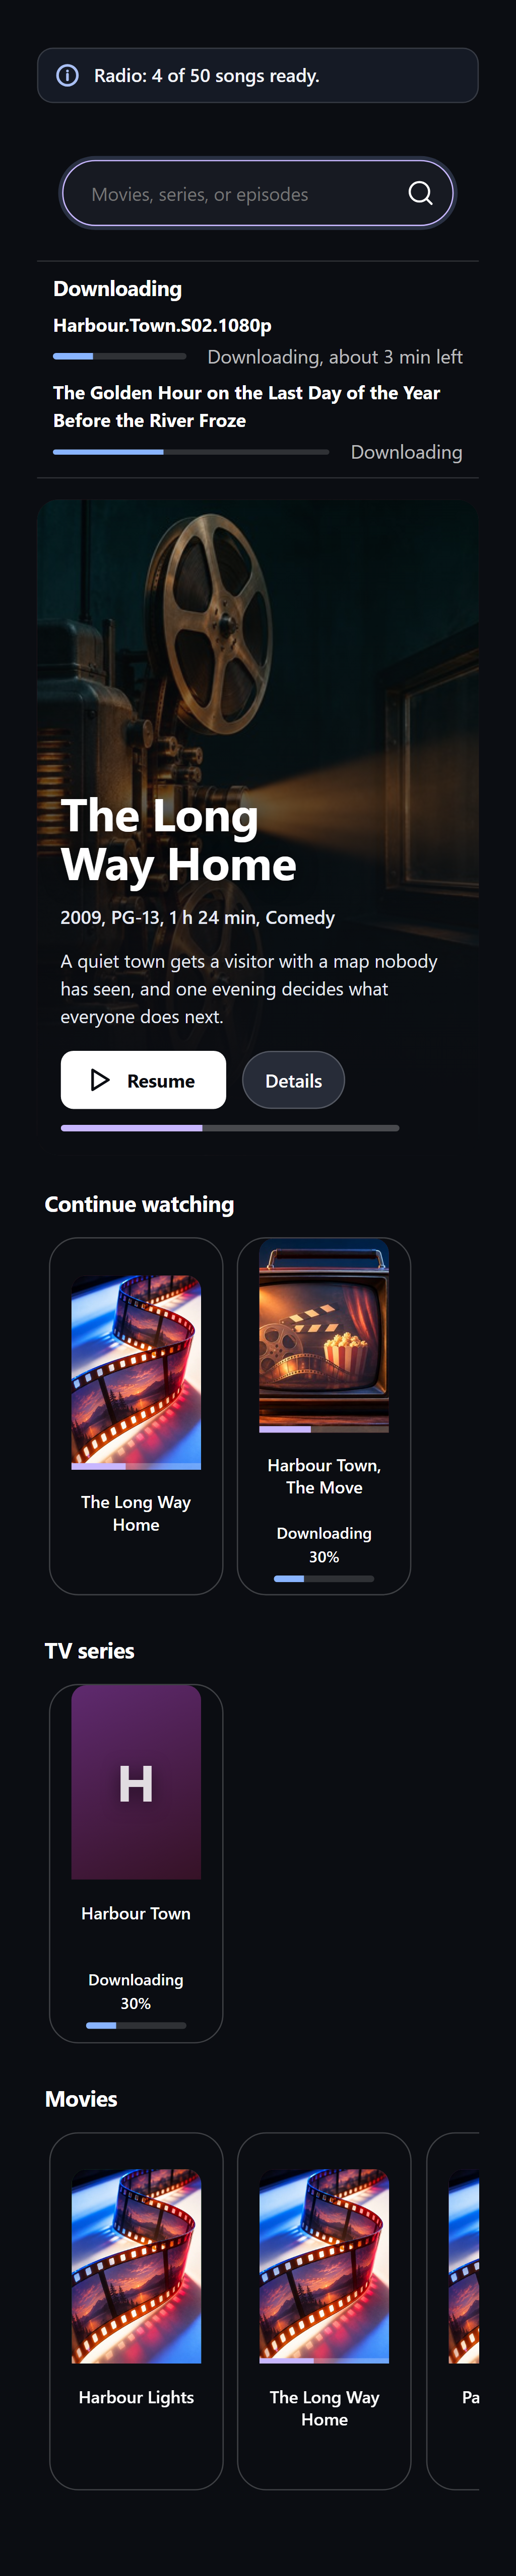 Radio: 4 of 50 songs ready.
Movies, series, or episodes
Downloading
Harbour.Town.S02.1080p
Downloading, about 3 min left
The Golden Hour on the Last Day of the Year
Before the River Froze
Downloading
The Long
Way Home
2009, PG-13, 1 h 24 min, Comedy
A quiet town gets a visitor with a map nobody
has seen, and one evening decides what
everyone does next.
Resume
Details
Continue watching
The Long Way
Home
Harbour Town,
The Move
Downloading
30%
TV series
H
Harbour Town
Downloading
30%
Movies
Harbour Lights
The Long Way
Home
Pa